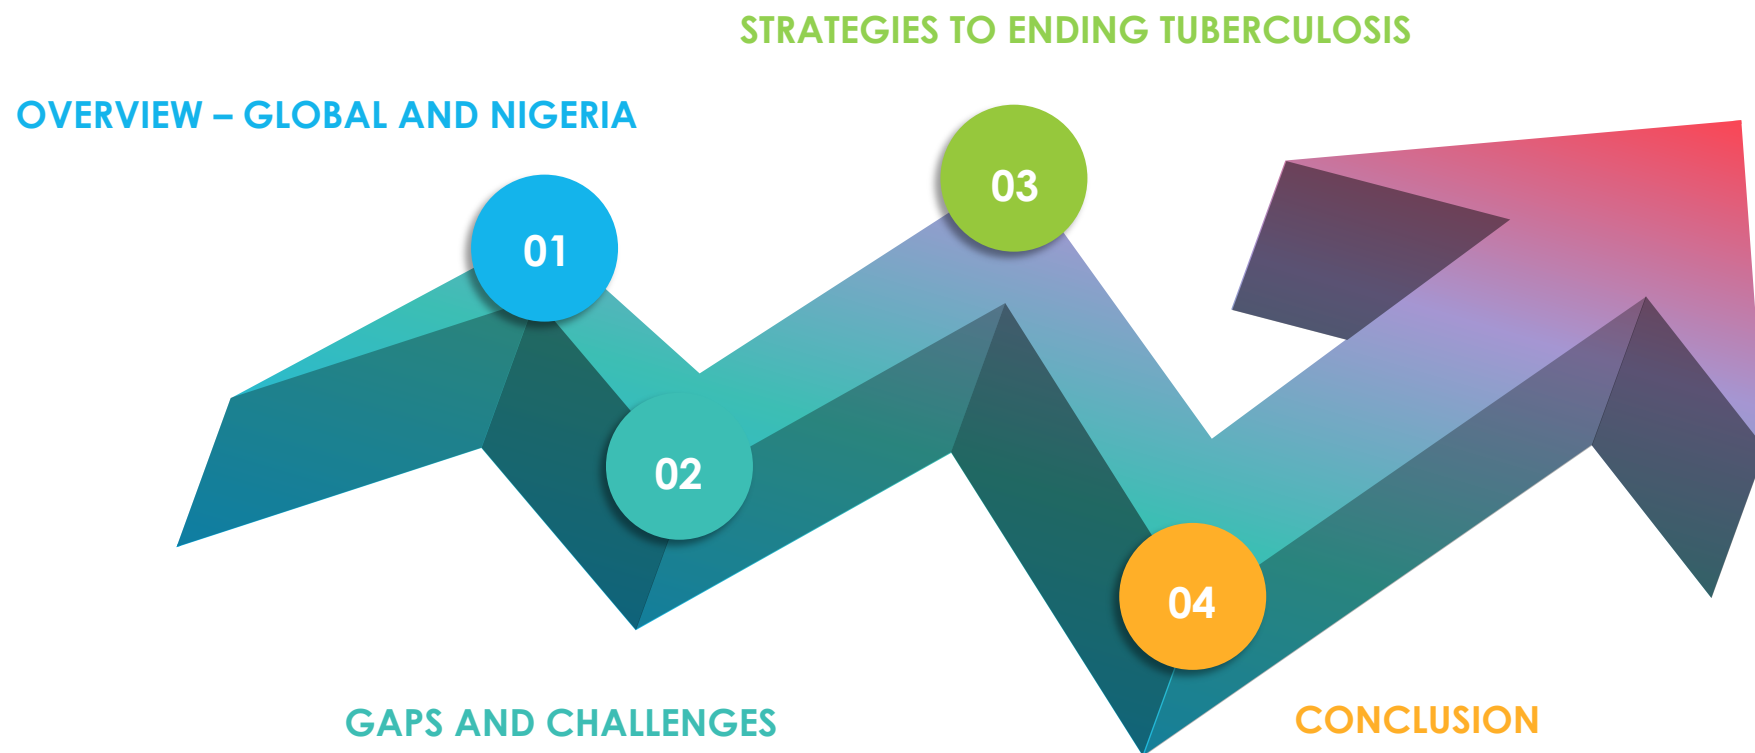 STRATEGIES TO ENDING TUBERCULOSIS
OVERVIEW – GLOBAL AND NIGERIA
03
01
02
04
GAPS AND CHALLENGES
CONCLUSION